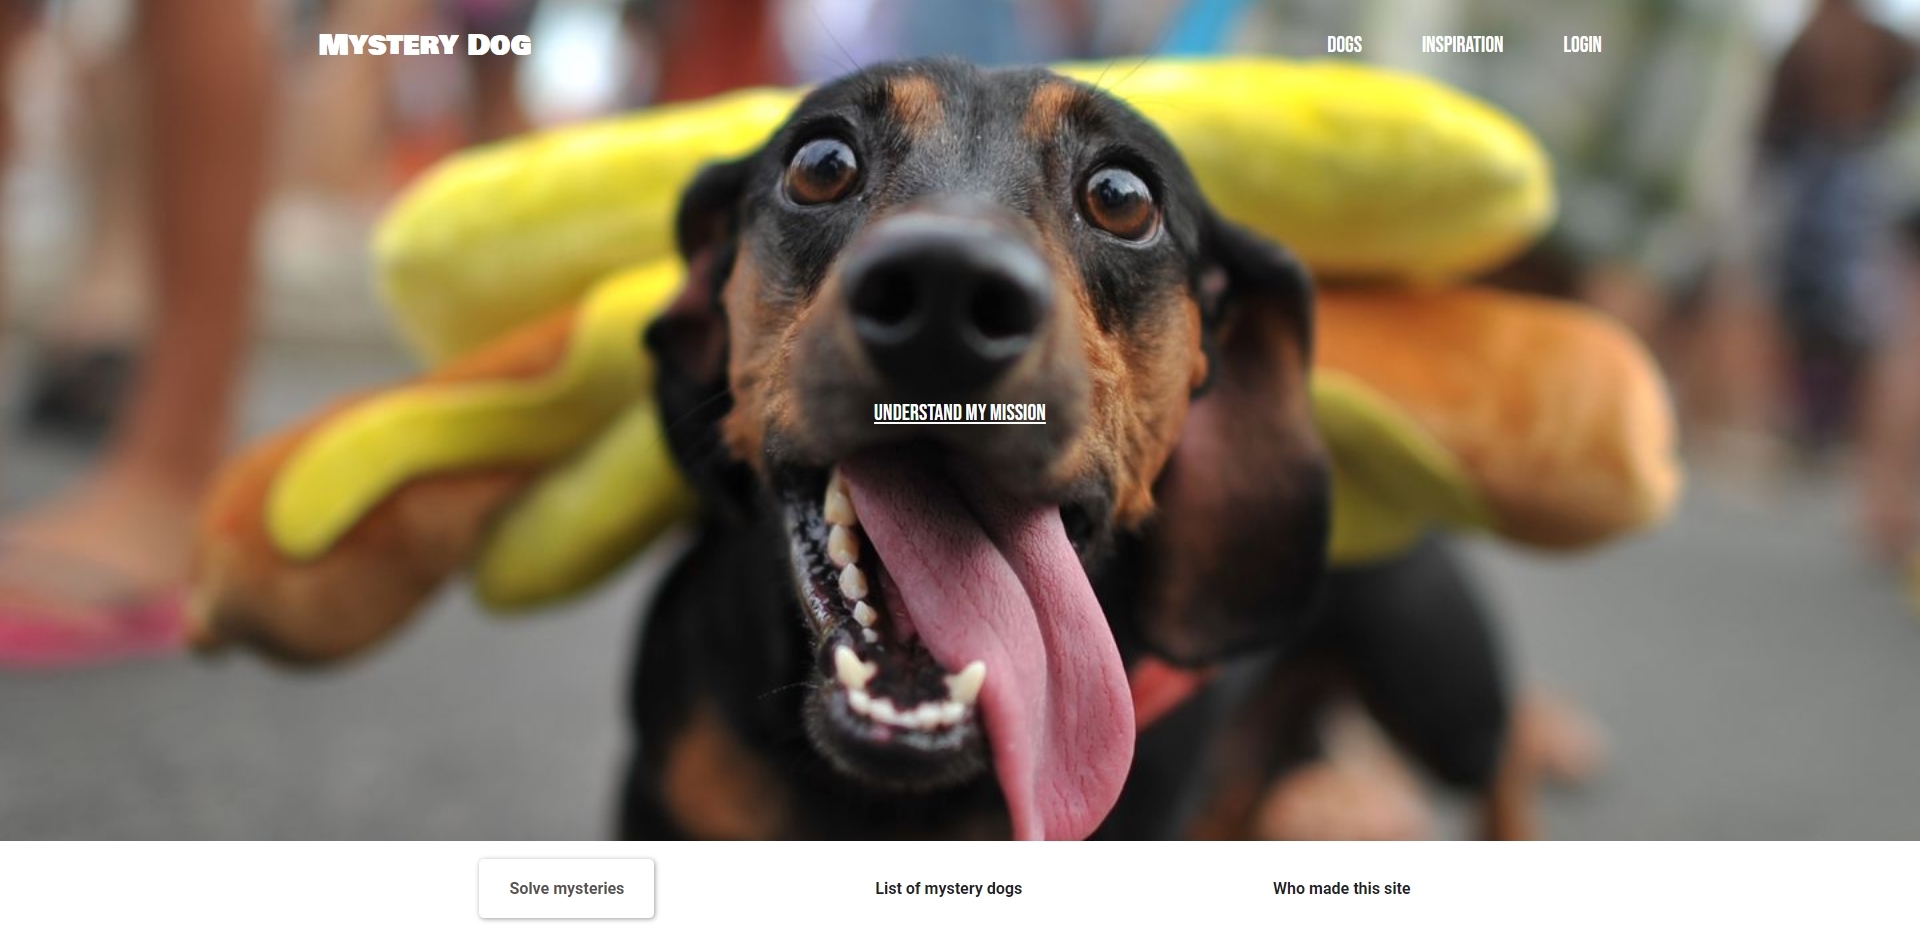 MYSTERY DOG
DOGS INSPIRATION LOGIN
UNDERSTAND MY MISSION
Solve mysteries List of mystery dogs Who made this site